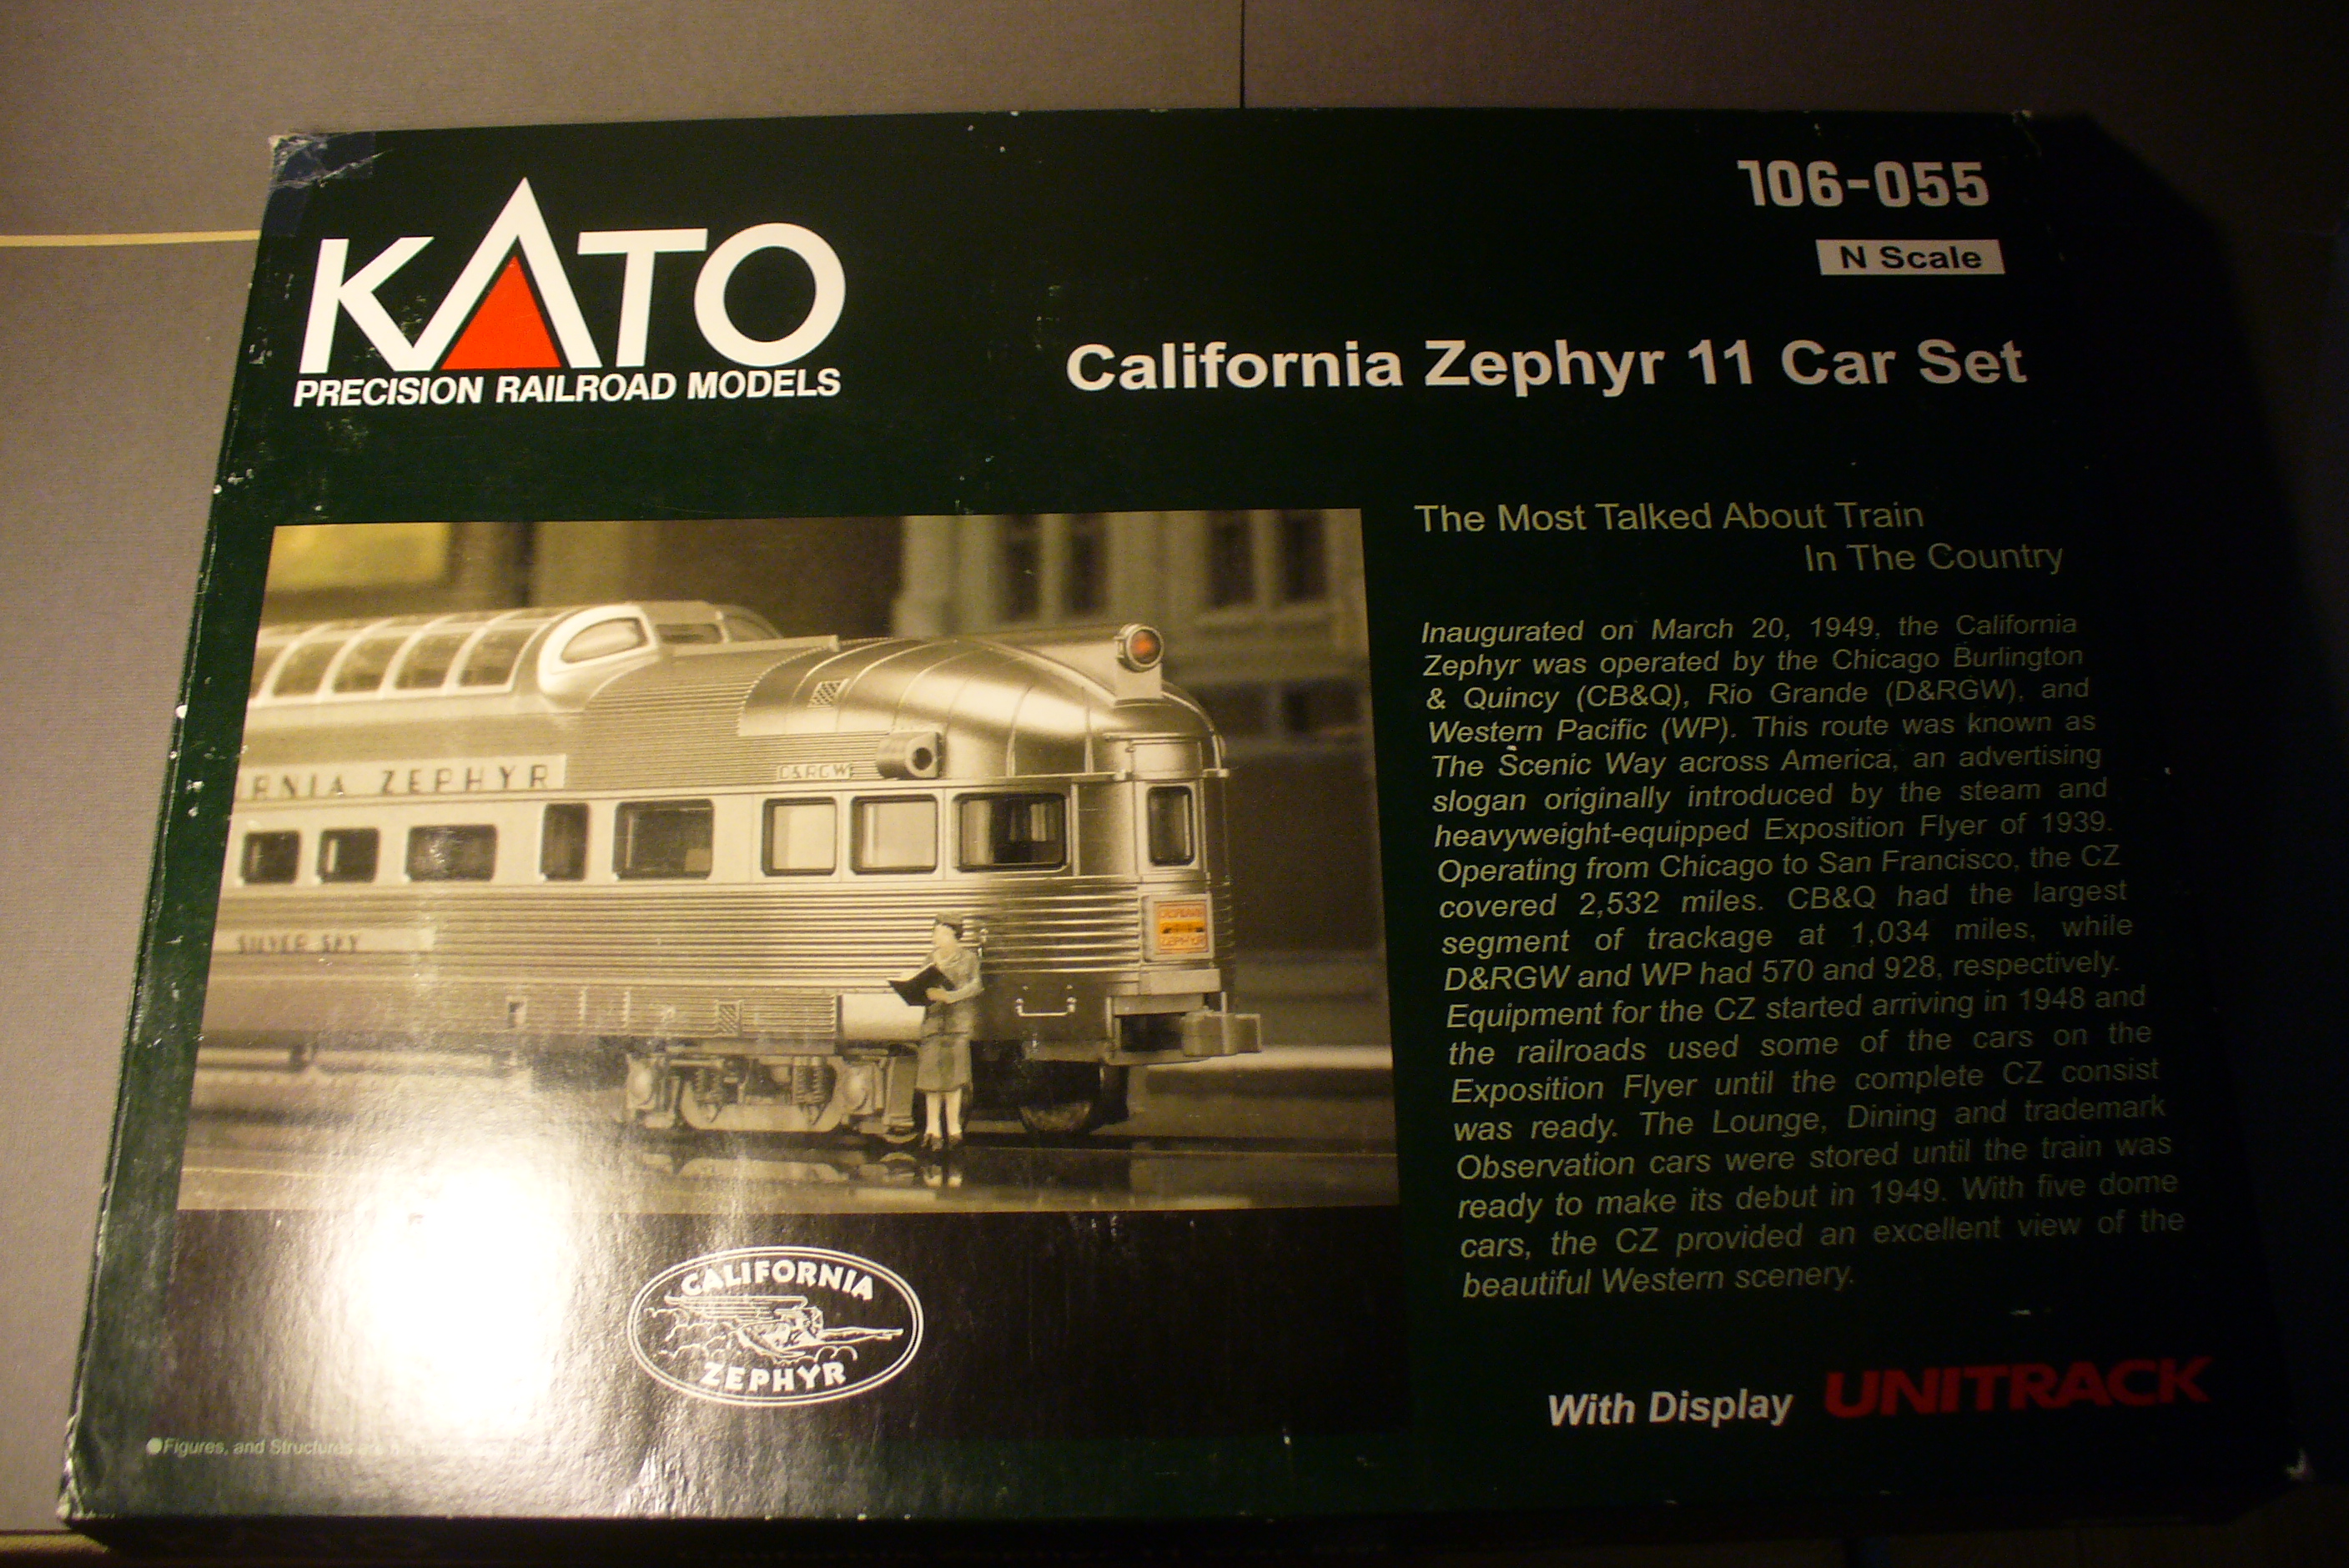 106-055
N Scale
KATO
PRECISION RAILROAD MODELS
California Zephyr 11 Car Set
The Most Talked About Train
In The Country
Inaugurated on March 20, 1949, the California
Zephyr was operated by the Chicago Burlington
& Quincy (CB&Q), Rio Grande (D&RGW), and
Western Pacific (WP). This route was known as
The Scenic Way across America, an advertising
slogan originally introduced by the steam and
heavyweight-equipped Exposition Flyer of 1939.
Operating from Chicago to San Francisco, the CZ
covered 2,532 miles. CB&Q had the largest
segment of trackage at 1,034 miles, while
D&RGW and WP had 570 and 928, respectively.
Equipment for the CZ started arriving in 1948 and
the railroads used some of the cars on the
Exposition Flyer until the complete CZ consist
was ready. The Lounge, Dining and trademark
Observation cars were stored until the train was
ready to make its debut in 1949. With five dome
cars, the CZ provided an excellent view of the
beautiful Western scenery.
RNIA ZEPHYR
D&RGW
SILVER SKY
ZEPHYR
CALIFORNIA
ZEPHYR
With Display UNITRACK
●Figures, and Structures